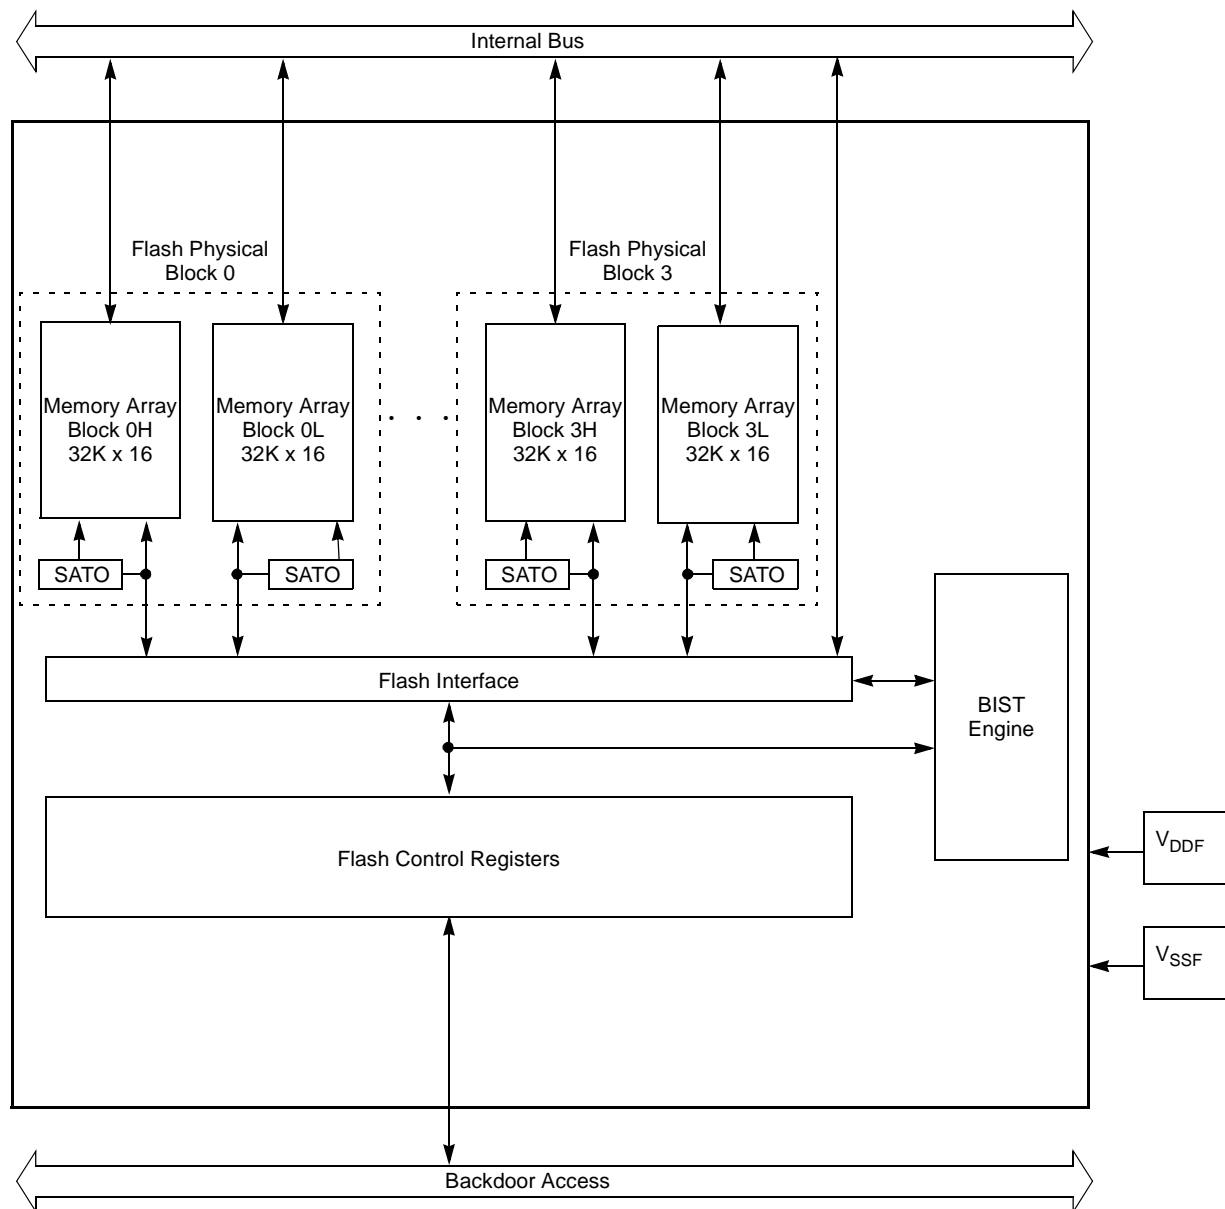 Internal Bus
Flash Physical
Block 0
Flash Physical
Block 3
Memory Array
Block 0H
32K x 16
Memory Array
Block 0L
32K x 16
. . .
Memory Array
Block 3H
32K x 16
Memory Array
Block 3L
32K x 16
SATO
SATO
SATO
SATO
Flash Interface
BIST
Engine
Flash Control Registers
VDDF
VSSF
Backdoor Access